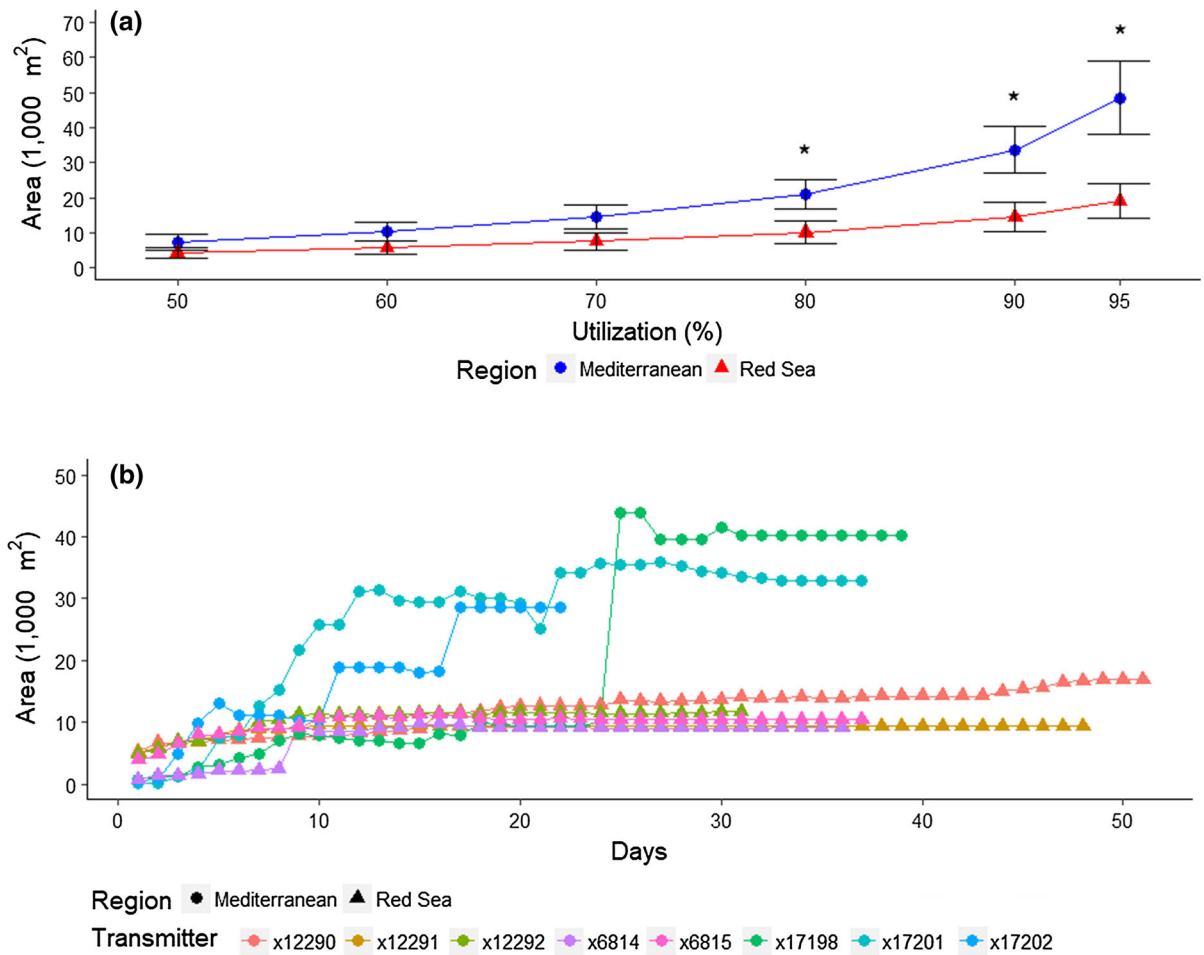 (a)
Area (1,000 m²)
70
60
50
40
30
20
10
0
* * *
50 60 70 80 90 95
Utilization (%)
Region Mediterranean Red Sea
(b)
Area (1,000 m²)
50
40
30
20
10
0
0 10 20 30 40 50
Days
Region Mediterranean Red Sea
Transmitter x12290 x12291 x12292 x6814 x6815 x17198 x17201 x17202